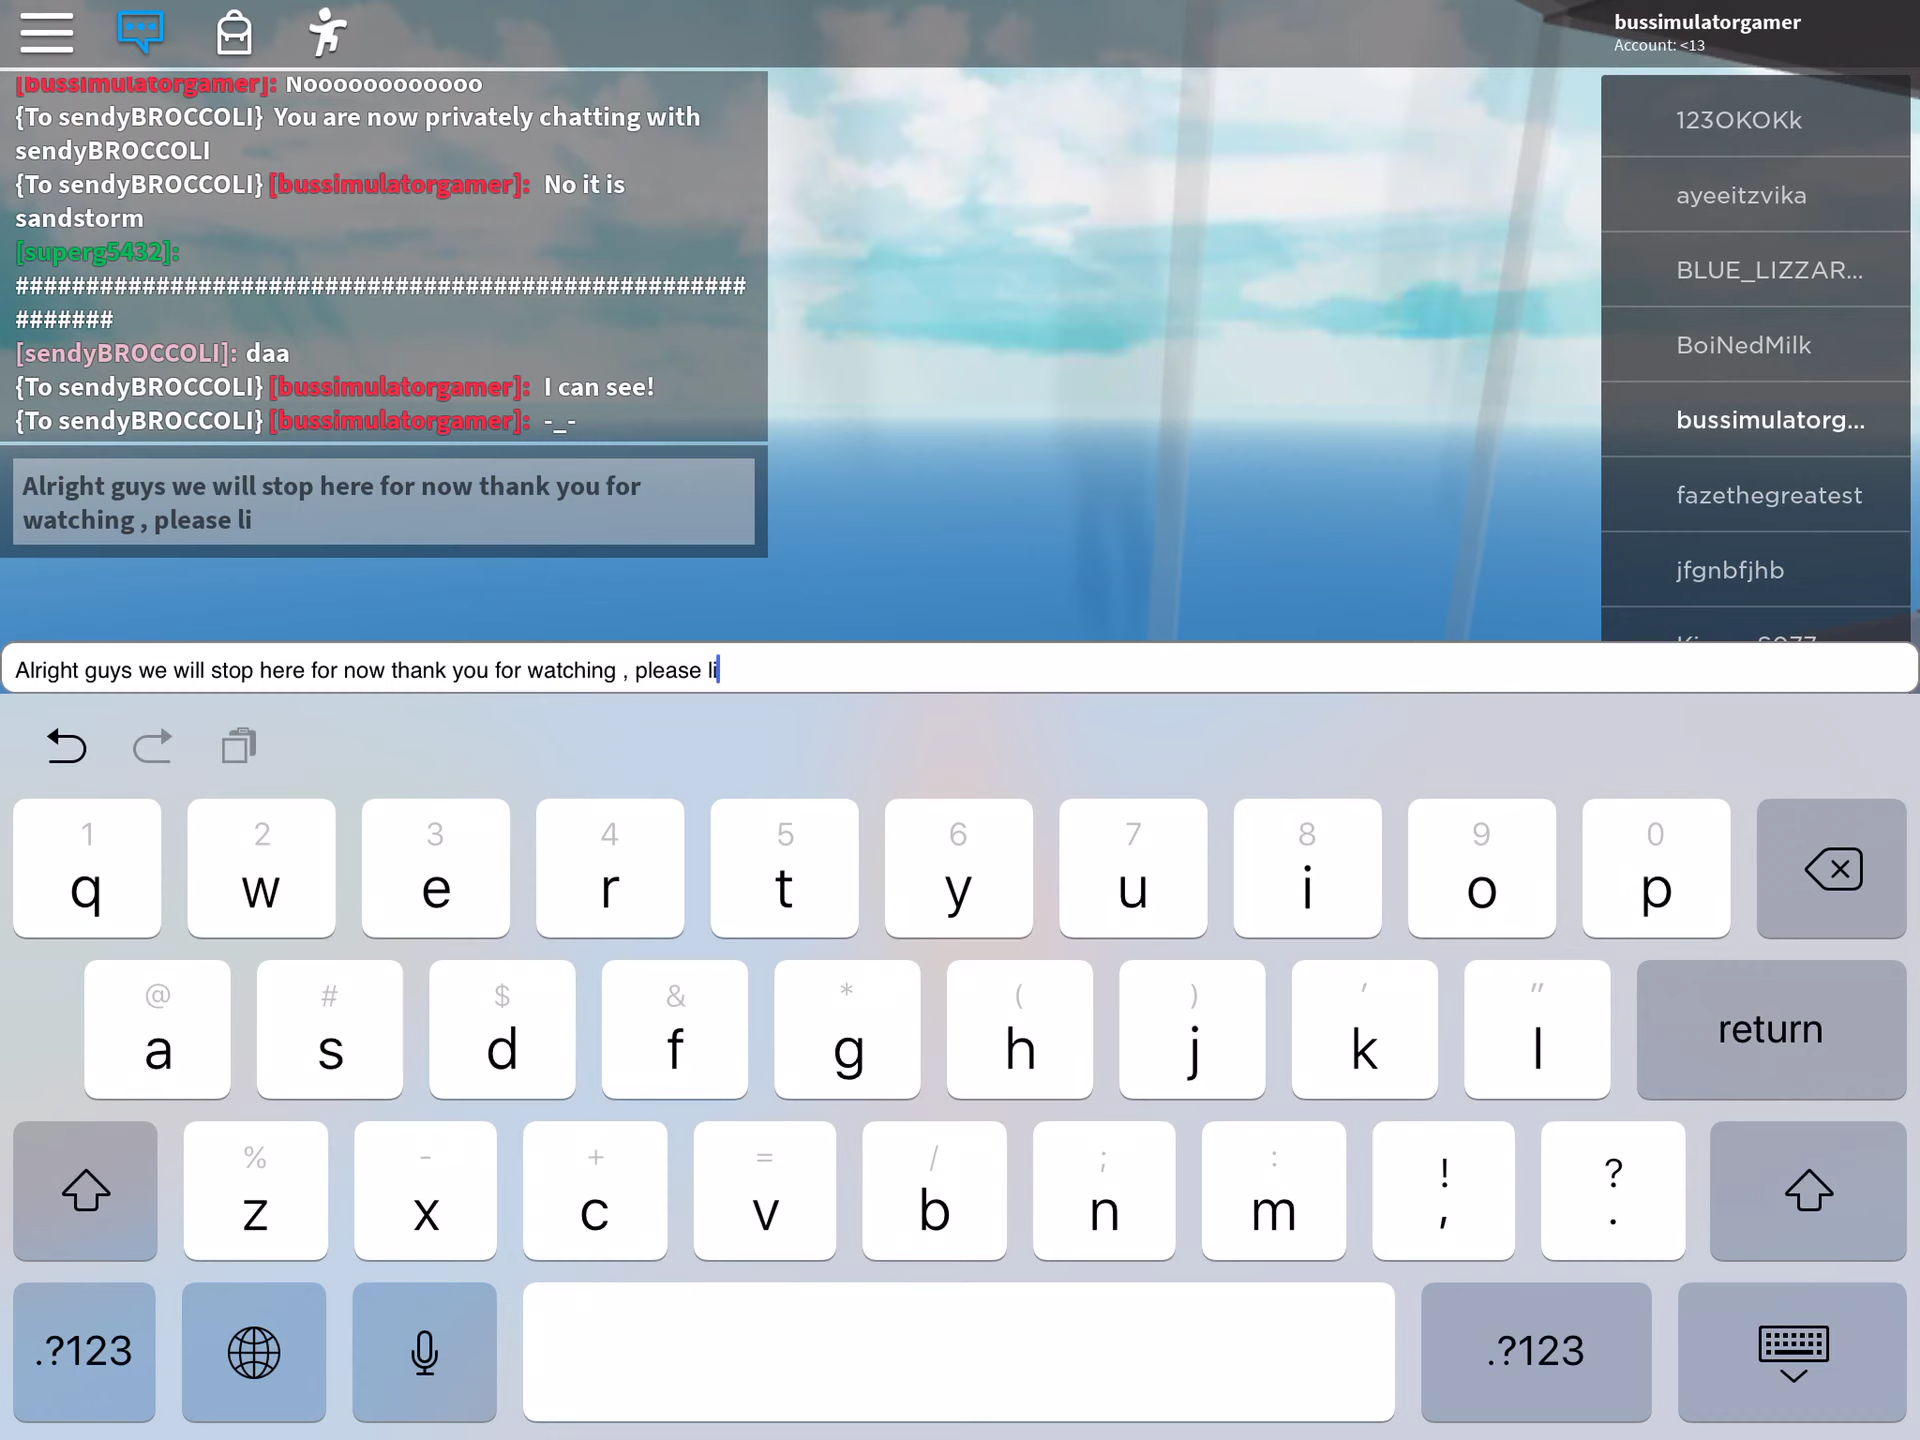 bussimulatorgamer
Account: <13
[bussimulatorgamer]: Noooooooooooo
{To sendyBROCCOLI} You are now privately chatting with
sendyBROCCOLI
{To sendyBROCCOLI} [bussimulatorgamer]: No it is
sandstorm
[superg5432]:
####################################################
#######
[sendyBROCCOLI]: daa
{To sendyBROCCOLI} [bussimulatorgamer]: I can see!
{To sendyBROCCOLI} [bussimulatorgamer]: -_-
Alright guys we will stop here for now thank you for
watching , please li
123OKOKk
ayeeitzvika
BLUE_LIZZAR...
BoiNedMilk
bussimulatorg...
fazethegreatest
jfgnbfjhb
Alright guys we will stop here for now thank you for watching , please li
1 2 3 4 5 6 7 8 9 0
q w e r t y u i o p
@ # $ & * ( ) ' "
a s d f g h j k l return
% - + = / ; : ! ?
z x c v b n m , .
.?123 .?123